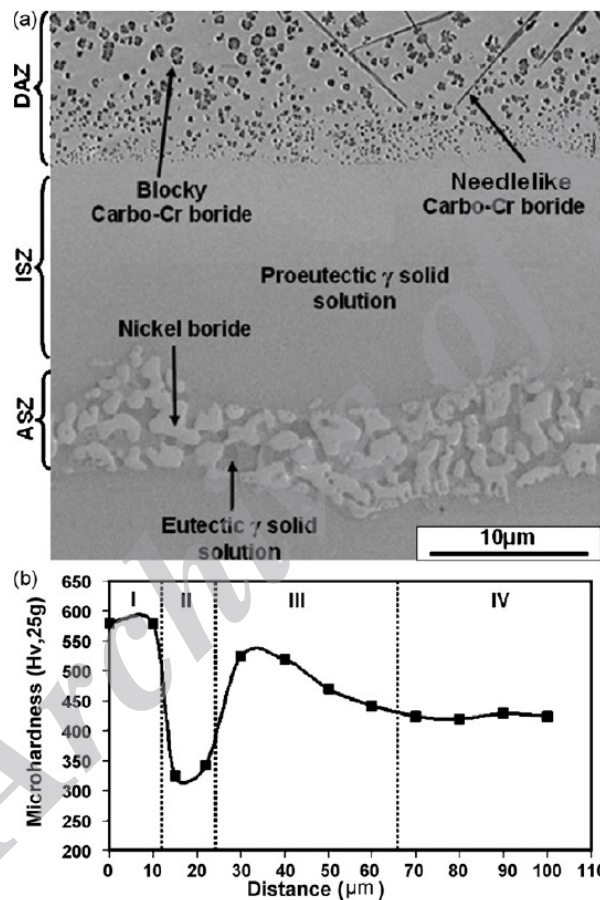 (a)
DAZ
Blocky
Carbo-Cr boride
Needlelike
Carbo-Cr boride
ISZ
Proeutectic γ solid
solution
Nickel boride
ASZ
Eutectic γ solid
solution
10μm
(b)
Microhardness (Hv,25g)
650
600
550
500
450
400
350
300
250
200
I
II
III
IV
0 10 20 30 40 50 60 70 80 90 100 110
Distance (μm)
Archive of